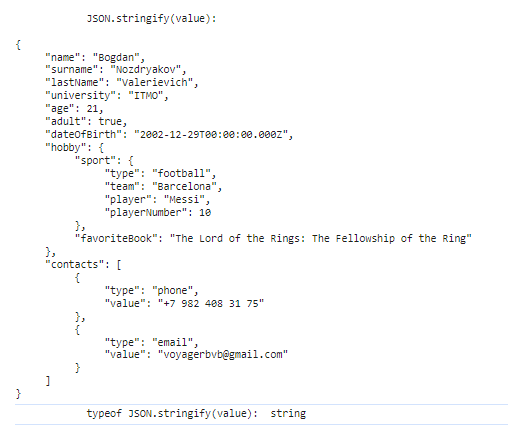 JSON.stringify(value):
{
"name": "Bogdan",
"surname": "Nozdryakov",
"lastName": "Valerievich",
"university": "ITMO",
"age": 21,
"adult": true,
"dateOfBirth": "2002-12-29T00:00:00.000Z",
"hobby": {
"sport": {
"type": "football",
"team": "Barcelona",
"player": "Messi",
"playerNumber": 10
},
"favoriteBook": "The Lord of the Rings: The Fellowship of the Ring"
},
"contacts": [
{
"type": "phone",
"value": "+7 982 408 31 75"
},
{
"type": "email",
"value": "voyagerbvb@gmail.com"
}
]
}
typeof JSON.stringify(value): string